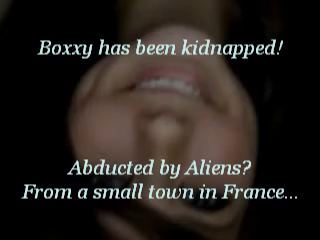 Boxxy has been kidnapped!
Abducted by Aliens?
From a small town in France...